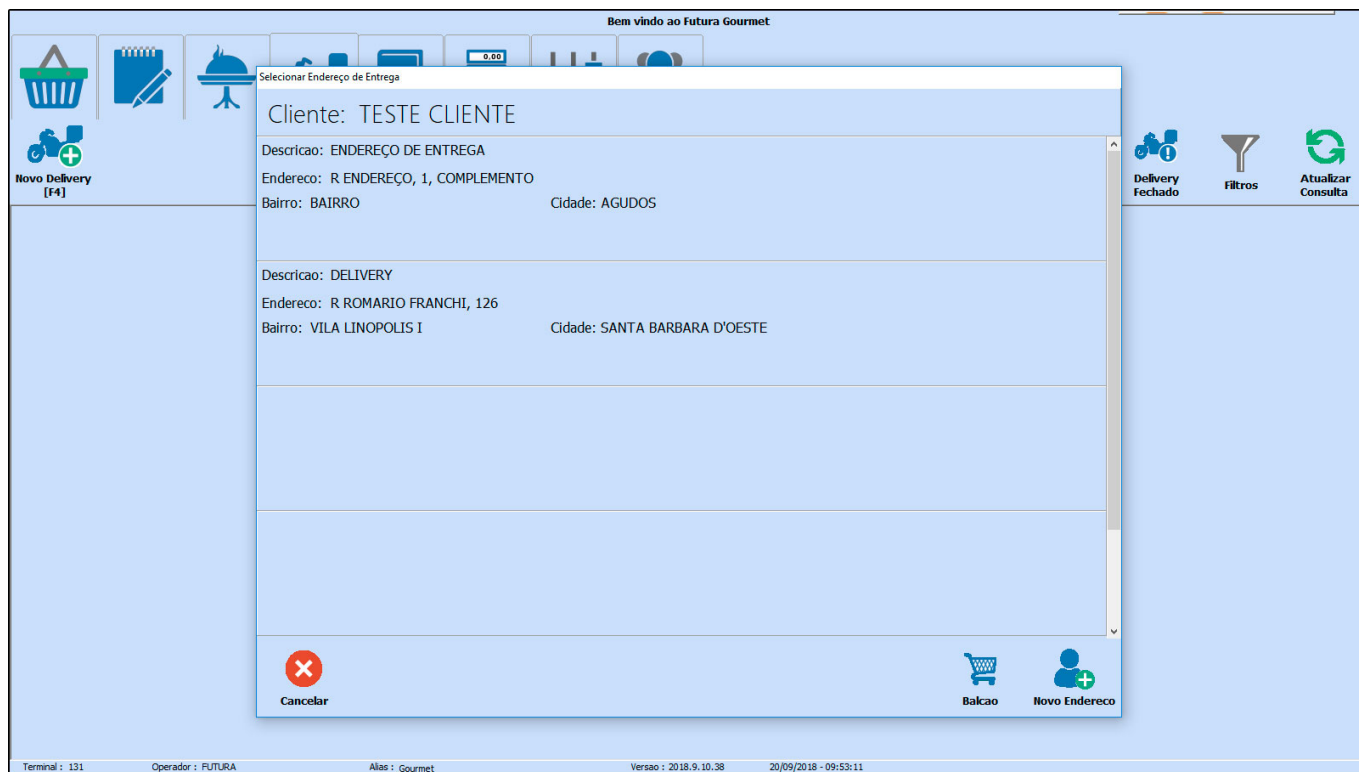 Bem vindo ao Futura Gourmet
0,00
Selecionar Endereço de Entrega
Cliente: TESTE CLIENTE
Novo Delivery
[F4]
Descricao: ENDEREÇO DE ENTREGA
Endereco: R ENDEREÇO, 1, COMPLEMENTO
Bairro: BAIRRO Cidade: AGUDOS
Delivery
Fechado
Filtros
Atualizar
Consulta
Descricao: DELIVERY
Endereco: R ROMARIO FRANCHI, 126
Bairro: VILA LINOPOLIS I Cidade: SANTA BARBARA D'OESTE
Cancelar
Balcao
Novo Endereco
Terminal : 131 Operador : FUTURA Alias : Gourmet Versao : 2018.9.10.38 20/09/2018 - 09:53:11